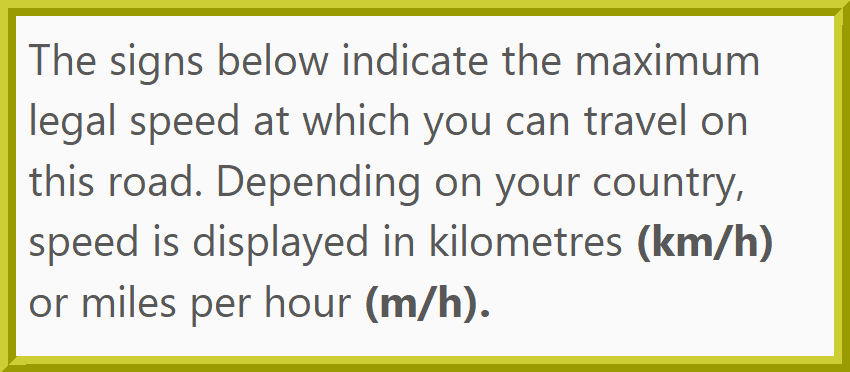 The signs below indicate the maximum
legal speed at which you can travel on
this road. Depending on your country,
speed is displayed in kilometres (km/h)
or miles per hour (m/h).